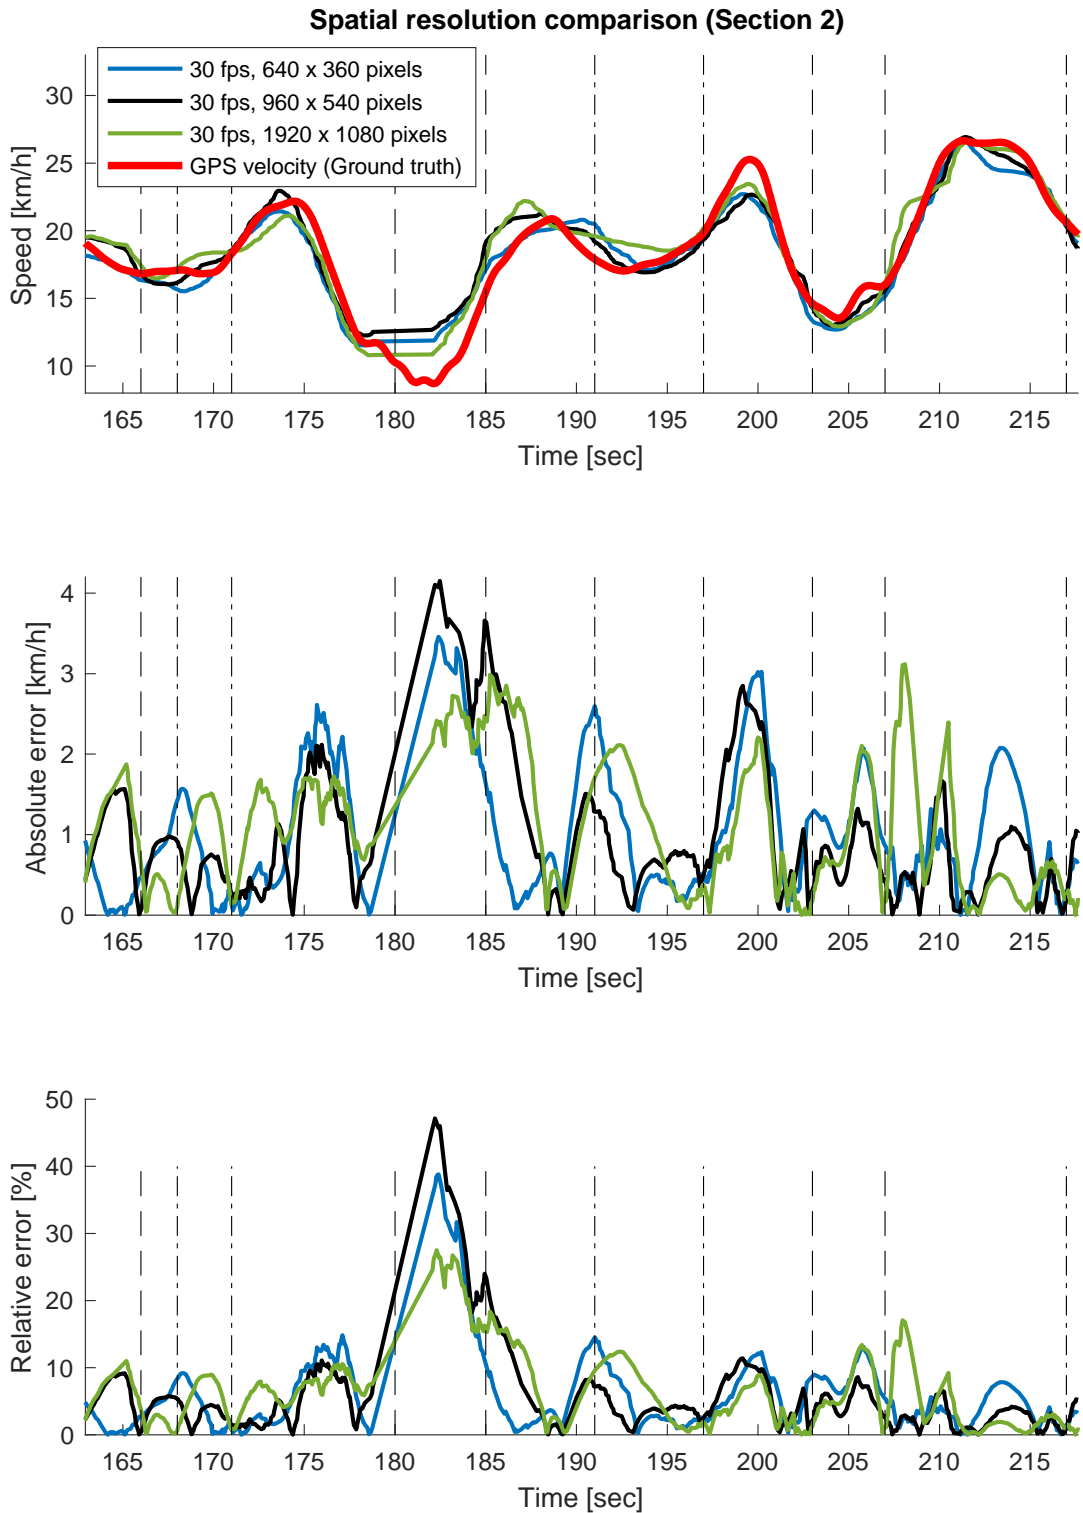 Spatial resolution comparison (Section 2)
30 fps, 640 x 360 pixels
30 fps, 960 x 540 pixels
30 fps, 1920 x 1080 pixels
GPS velocity (Ground truth)
Speed [km/h]
30
25
20
15
10
165 170 175 180 185 190 195 200 205 210 215
Time [sec]
Absolute error [km/h]
4
3
2
1
0
165 170 175 180 185 190 195 200 205 210 215
Time [sec]
Relative error [%]
50
40
30
20
10
0
165 170 175 180 185 190 195 200 205 210 215
Time [sec]